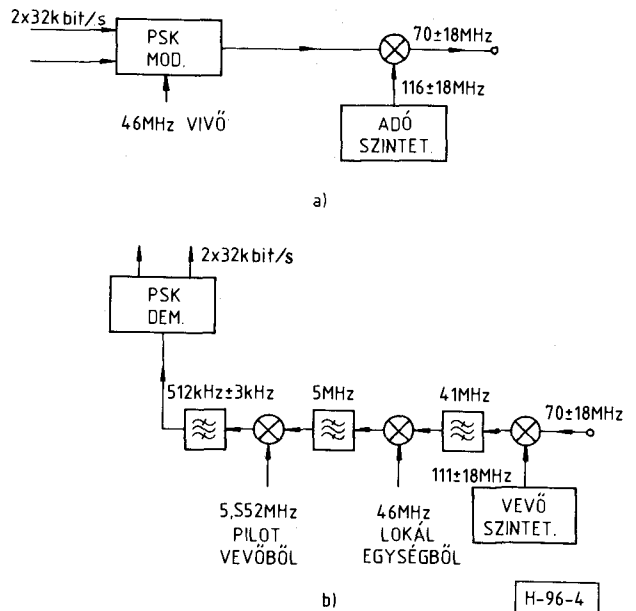 2x32kbit/s
PSK
MOD.
46MHz VIVŐ
70±18MHz
116±18MHz
ADÓ
SZINTET.
a)
2x32kbit/s
PSK
DEM.
512kHz±3kHz
5MHz
41MHz
70±18MHz
5,S52MHz
PILOT
VEVŐBŐL
46MHz
LOKÁL
EGYSÉGBŐL
111±18MHz
VEVŐ
SZINTET.
b)
H-96-4